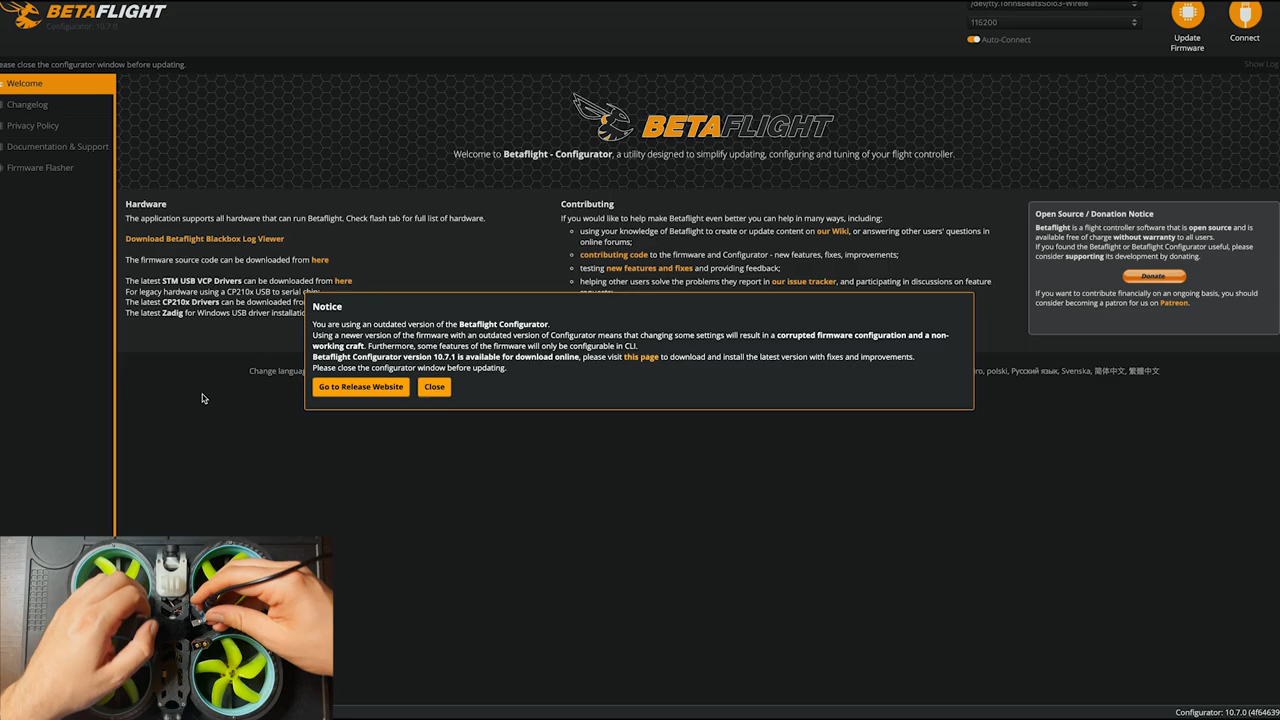 BETAFLIGHT
Configurator: 10.7.0
/dev/tty.TonnsBeatsSolo3-Wirele
115200
Auto-Connect
Update
Firmware
Connect
ease close the configurator window before updating.
Show Log
Welcome
Changelog
Privacy Policy
Documentation & Support
Firmware Flasher
BETAFLIGHT
Welcome to Betaflight - Configurator, a utility designed to simplify updating, configuring and tuning of your flight controller.
Hardware
The application supports all hardware that can run Betaflight. Check flash tab for full list of hardware.
Download Betaflight Blackbox Log Viewer
The firmware source code can be downloaded from here
The latest STM USB VCP Drivers can be downloaded from here
For legacy hardware using a CP210x USB to serial chip:
The latest CP210x Drivers can be downloaded from
The latest Zadig for Windows USB driver installatio
Contributing
If you would like to help make Betaflight even better you can help in many ways, including:
using your knowledge of Betaflight to create or update content on our Wiki, or answering other users' questions in
online forums;
contributing code to the firmware and Configurator - new features, fixes, improvements;
testing new features and fixes and providing feedback;
helping other users solve the problems they report in our issue tracker, and participating in discussions on feature
Open Source / Donation Notice
Betaflight is a flight controller software that is open source and is
available free of charge without warranty to all users.
If you found the Betaflight or Betaflight Configurator useful, please
consider supporting its development by donating.
Donate
If you want to contribute financially on an ongoing basis, you should
consider becoming a patron for us on Patreon.
Notice
You are using an outdated version of the Betaflight Configurator.
Using a newer version of the firmware with an outdated version of Configurator means that changing some settings will result in a corrupted firmware configuration and a non-
working craft. Furthermore, some features of the firmware will only be configurable in CLI.
Betaflight Configurator version 10.7.1 is available for download online, please visit this page to download and install the latest version with fixes and improvements.
Please close the configurator window before updating.
Go to Release Website
Close
Change languag
ro, polski, Русский язык, Svenska, 简体中文, 繁體中文
Configurator: 10.7.0 (4f64639